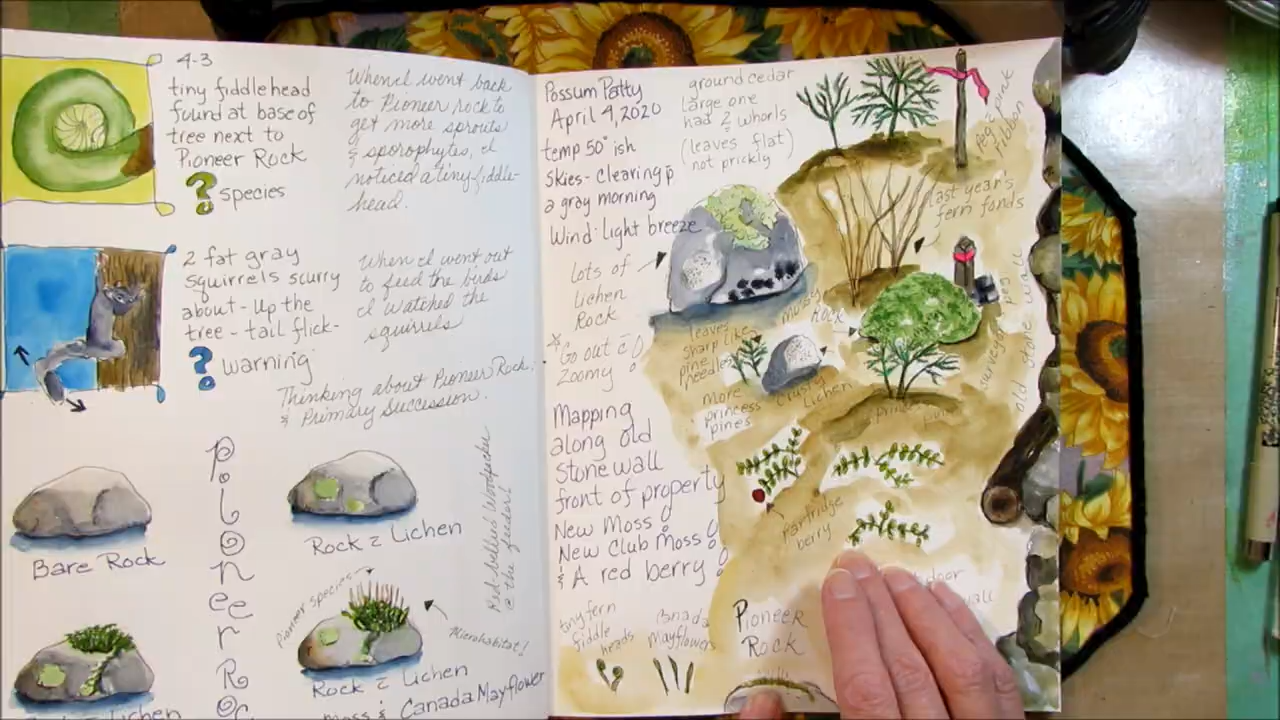 4-3
tiny fiddlehead
found at base of
tree next to
Pioneer Rock
? species
When I went back
to Pioneer rock to
get more sprouts
& sporophytes, I
noticed a tiny fiddle-
head.
2 fat gray
squirrels scurry
about - Up the
tree - tail flick-
? warning
When I went out
to feed the birds
I watched the
squirrels
Thinking about Pioneer Rock
& Primary Succession.
Pioneer Roc
Bare Rock
Rock c Lichen
Red-bellied Woodpecker
@ the feeder!
Pioneer species
Microhabitat!
Rock c Lichen
Moss & Canada Mayflower
Lichen
Possum Patty
April 4, 2020
temp 50° ish
Skies - clearing p
a gray morning
Wind: light breeze
ground cedar
large one
had 2 whorls
(leaves flat)
not prickly
Peg c pink
ribbon
last year's
fern fonds
Lots of
Lichen
Rock
* Go out c
Zoomy!
mossy
Rock
leaves
sharp like
pine
needles
More
princess
pines
Crusty
Lichen
survey
old stone wall
Mapping
along old
stone wall
front of property
New Moss!
New Club Moss!
& A red berry!
Partridge
berry
tiny fern
fiddle
heads
Canada
Mayflowers
Pioneer
Rock
wall